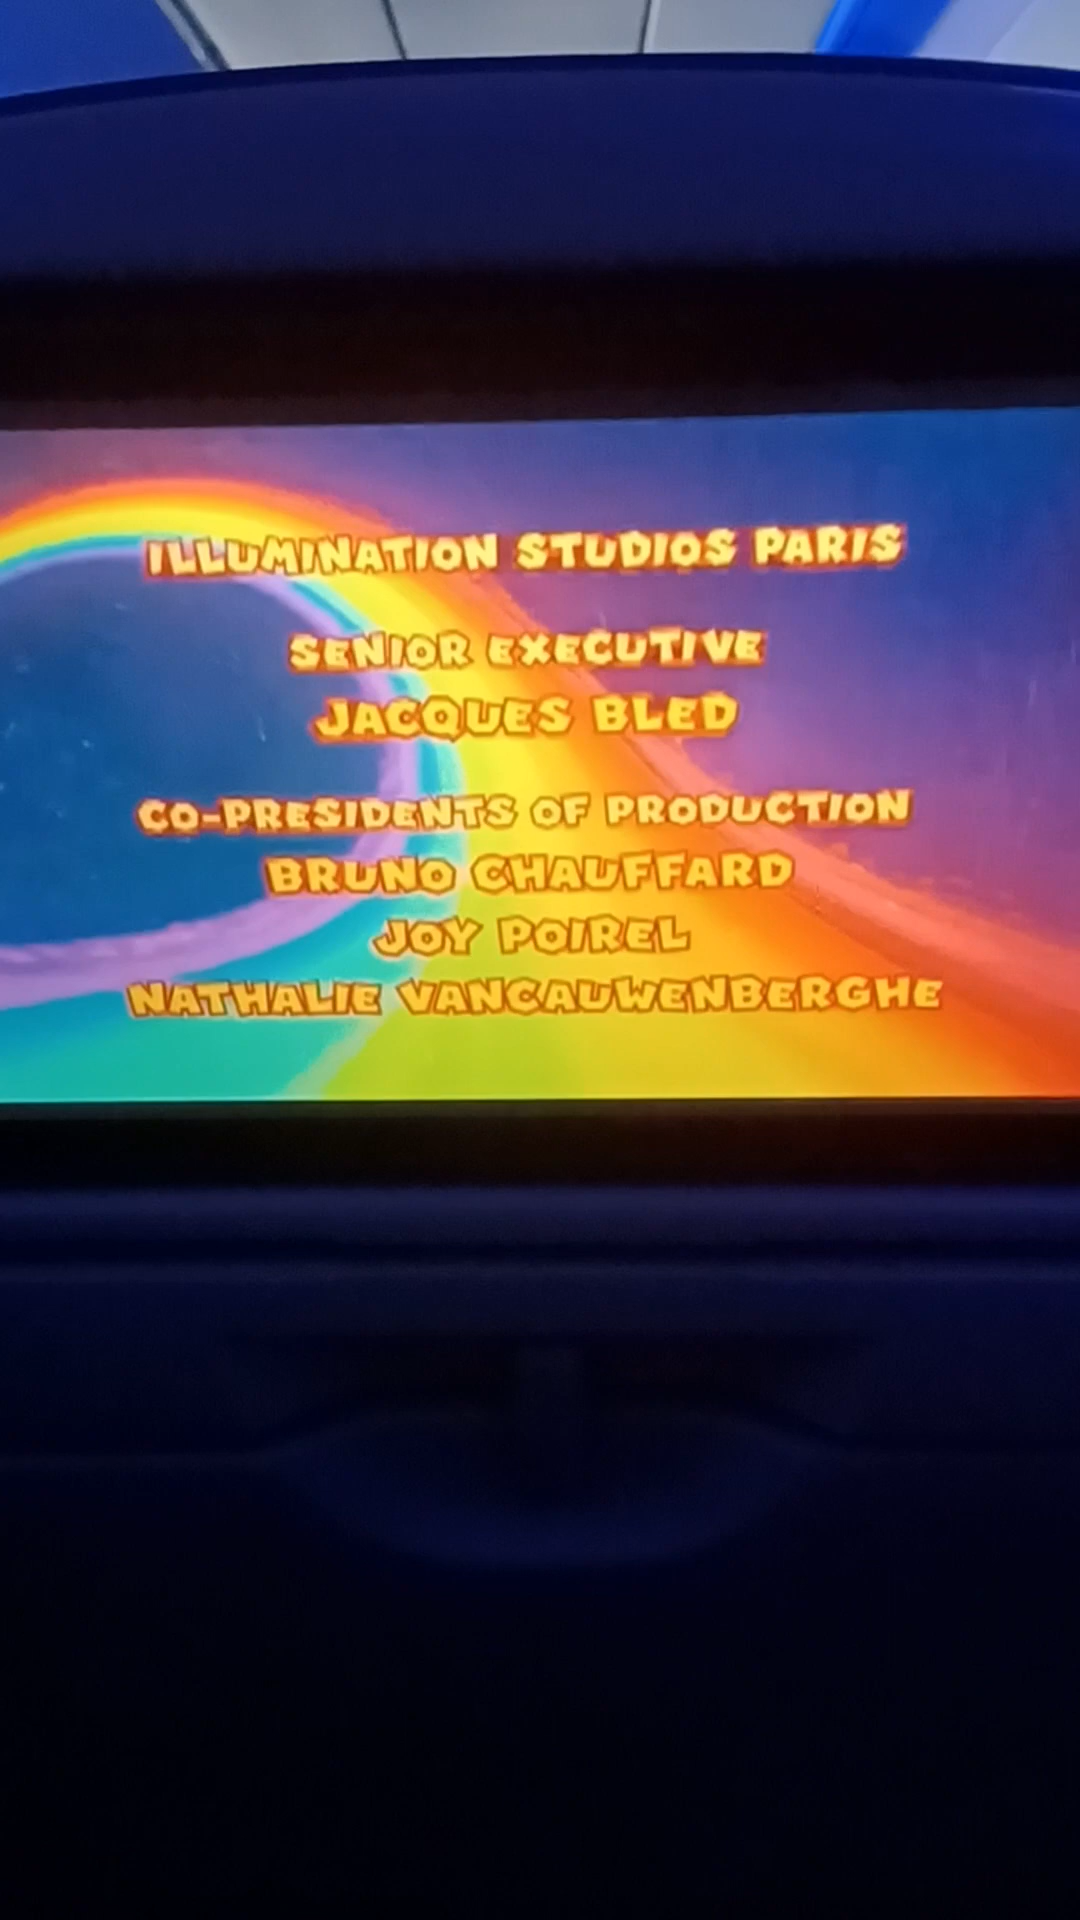 ILLUMINATION STUDIOS PARIS
SENIOR EXECUTIVE
JACQUES BLED
CO-PRESIDENTS OF PRODUCTION
BRUNO CHAUFFARD
JOY POIREL
NATHALIE VANCAUWENBERGHE